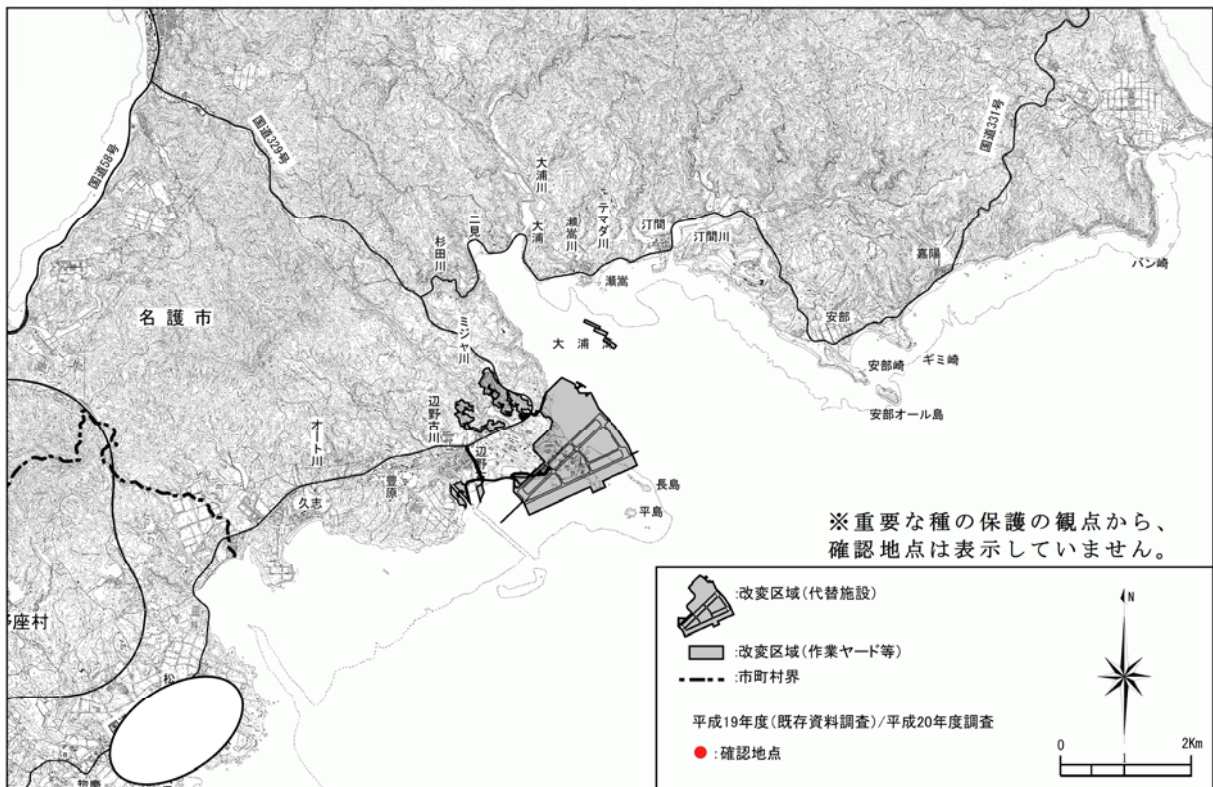 国道58号
国道329号
国道331号
大浦川
テマダ川
瀬嵩川
大浦
二見
汀間
汀間川
杉田川
嘉陽
バン崎
瀬嵩
名護市
ミジャ川
大浦
安部
安部崎
ギミ崎
安部オール島
辺野古川
オート川
辺野
豊原
久志
長島
平島
※重要な種の保護の観点から、
確認地点は表示していません。
座村
松
国道
:改変区域(代替施設)
:改変区域(作業ヤード等)
:市町村界
平成19年度(既存資料調査)/平成20年度調査
:確認地点
N
0 1 2Km